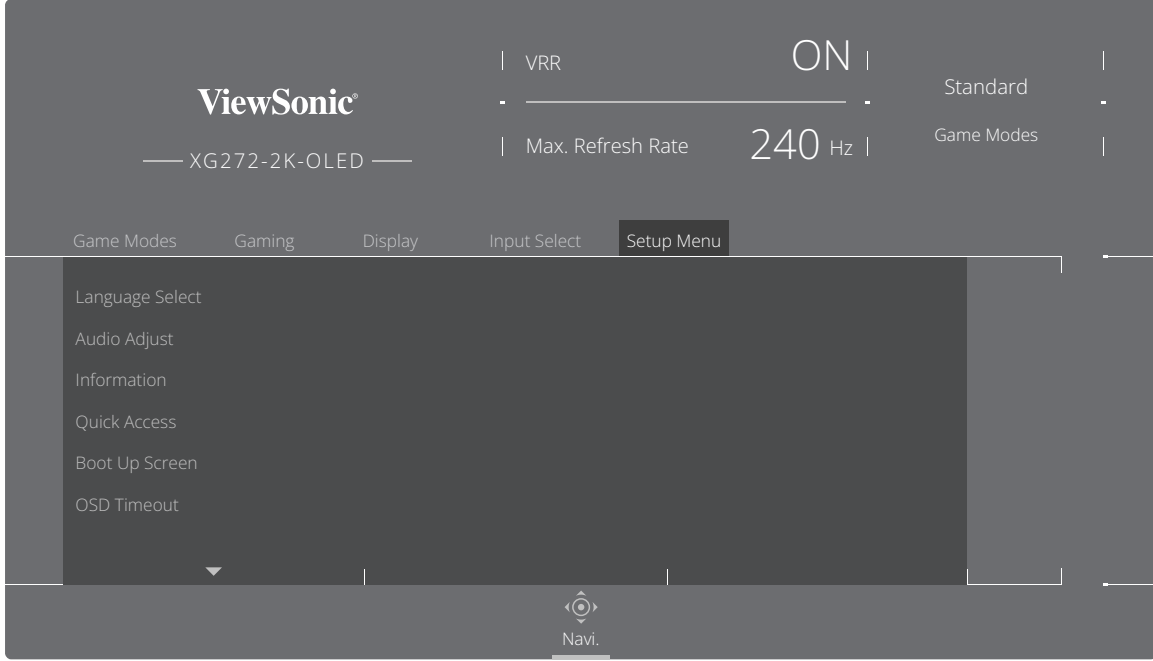 ViewSonic®
XG272-2K-OLED
VRR ON
Max. Refresh Rate 240 Hz
Standard
Game Modes
Game Modes Gaming Display Input Select Setup Menu
Language Select
Audio Adjust
Information
Quick Access
Boot Up Screen
OSD Timeout
Navi.